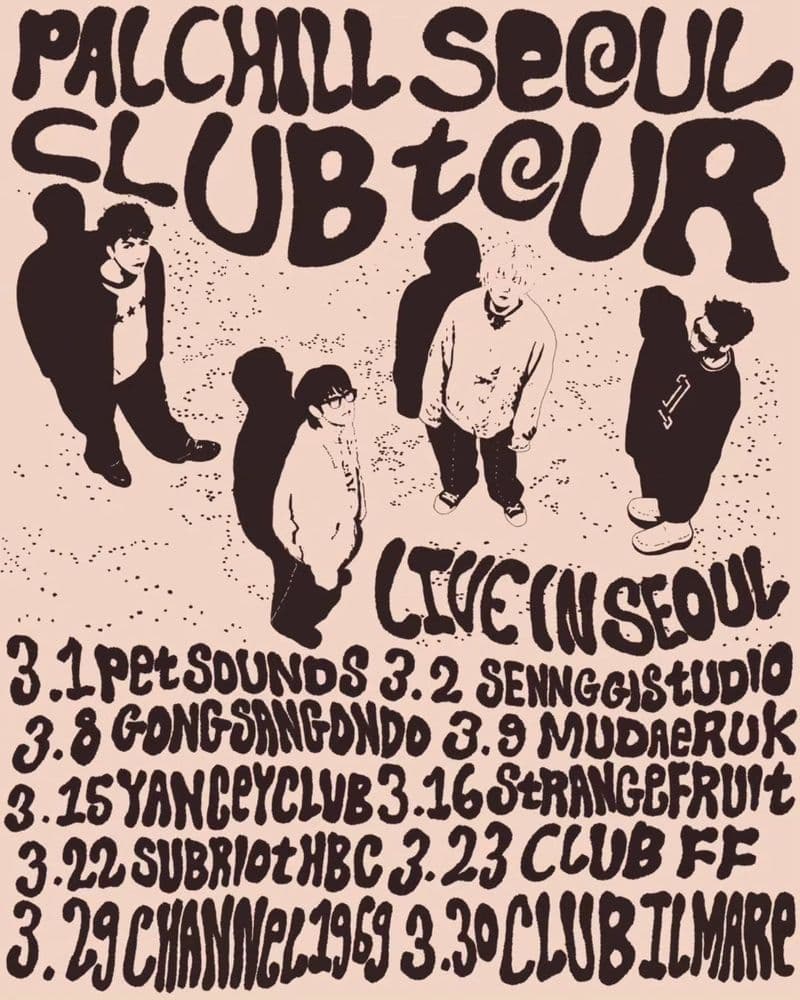 PALCHILL SEOUL
CLUB tOUR
LIVE IN SEOUL
3.1 Pet SOUNDS 3.2 SENNGGISTUDIO
3.8 GONGSANGONDO 3.9 MUDAeRUK
3.15 YANCeYCLUB 3.16 StRANGeFRUIt
3.22 SUBRIOtHBC 3.23 CLUB FF
3.29 CHANNeL1969 3.30 CLUB ILMARe